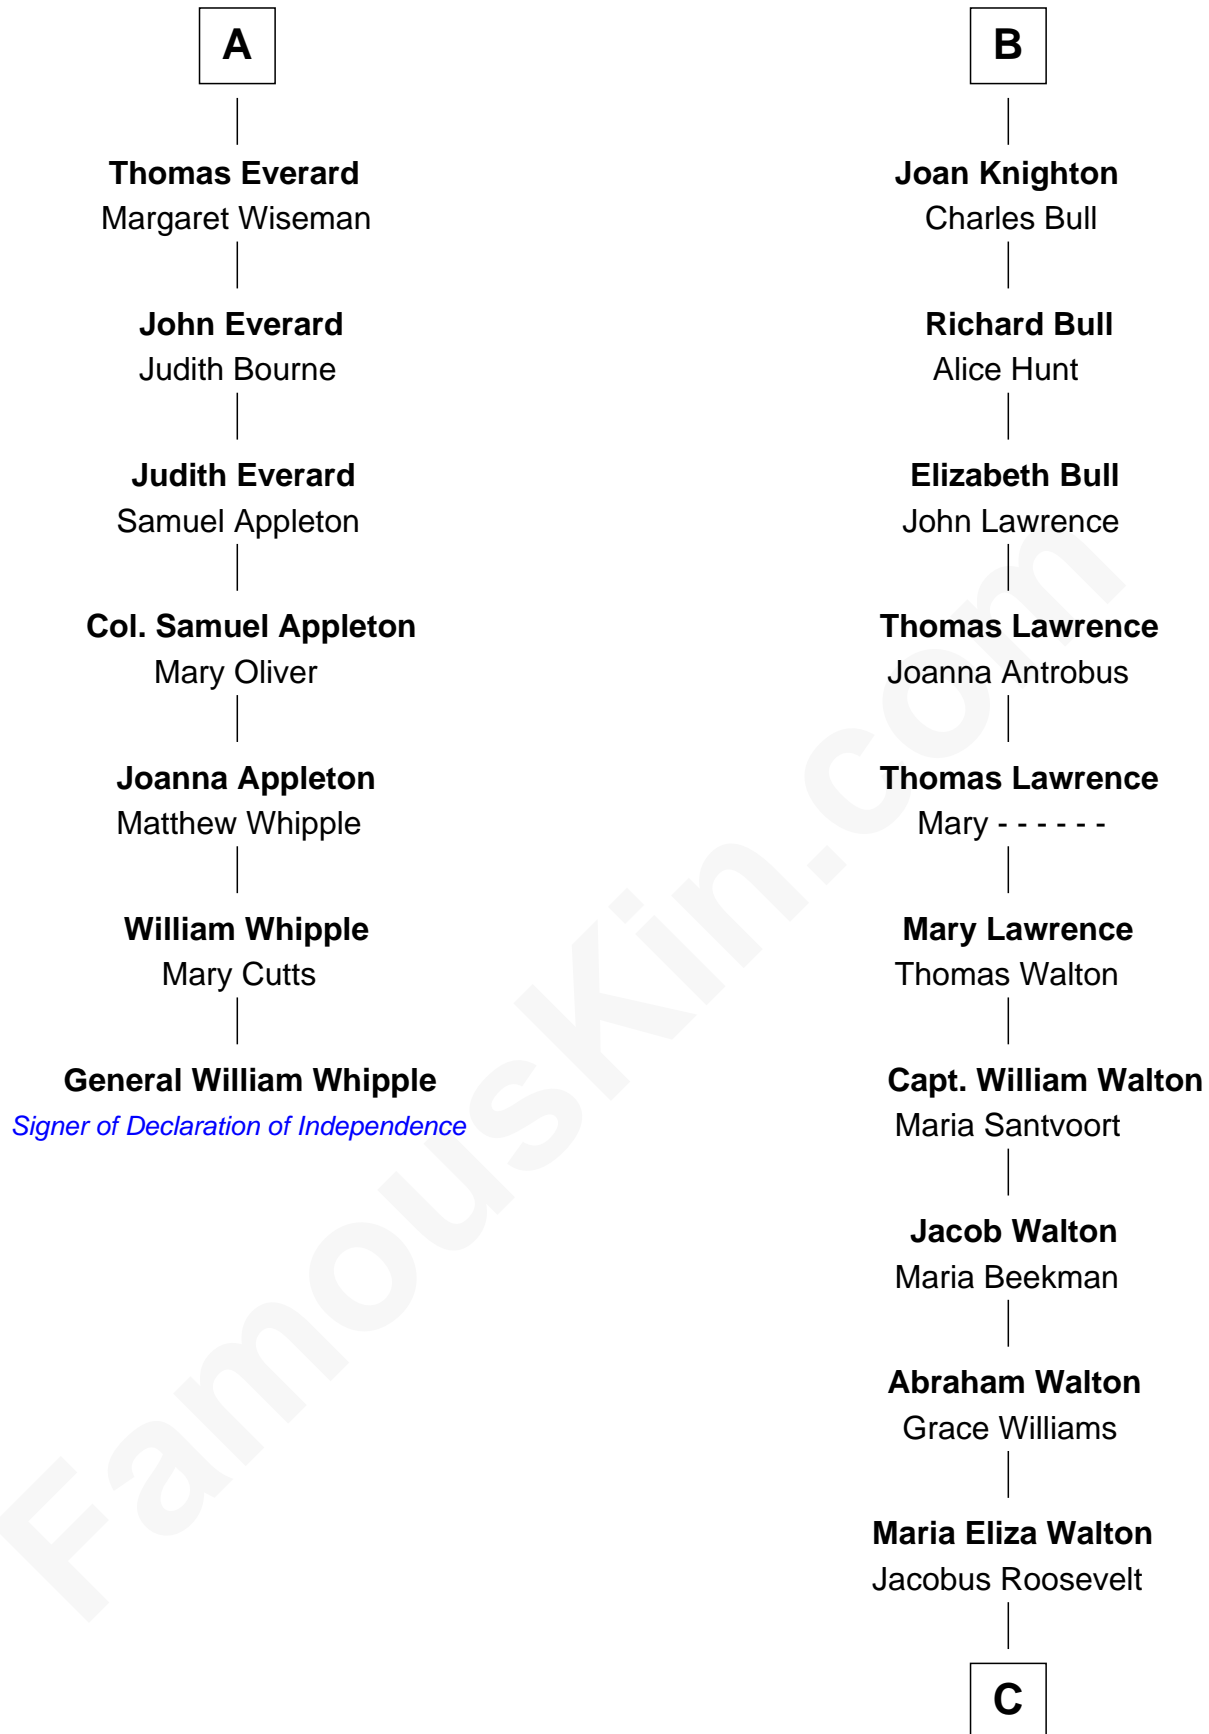 A
Thomas Everard
Margaret Wiseman
John Everard
Judith Bourne
Judith Everard
Samuel Appleton
Col. Samuel Appleton
Mary Oliver
Joanna Appleton
Matthew Whipple
William Whipple
Mary Cutts
General William Whipple
Signer of Declaration of Independence
B
Joan Knighton
Charles Bull
Richard Bull
Alice Hunt
Elizabeth Bull
John Lawrence
Thomas Lawrence
Joanna Antrobus
Thomas Lawrence
Mary - - - - - -
Mary Lawrence
Thomas Walton
Capt. William Walton
Maria Santvoort
Jacob Walton
Maria Beekman
Abraham Walton
Grace Williams
Maria Eliza Walton
Jacobus Roosevelt
C
FamousKin.com